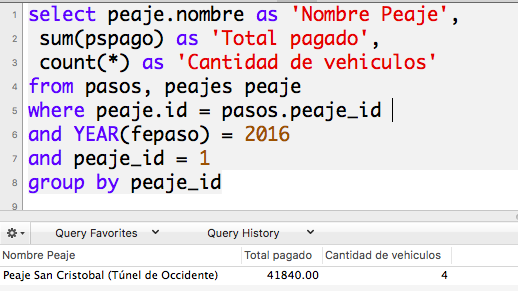 1 select peaje.nombre as 'Nombre Peaje',
2 sum(pspago) as 'Total pagado',
3 count(*) as 'Cantidad de vehiculos'
4 from pasos, peajes peaje
5 where peaje.id = pasos.peaje_id
6 and YEAR(fepaso) = 2016
7 and peaje_id = 1
8 group by peaje_id
9
Query Favorites Query History
Nombre Peaje Total pagado Cantidad de vehiculos
Peaje San Cristobal (Túnel de Occidente) 41840.00 4